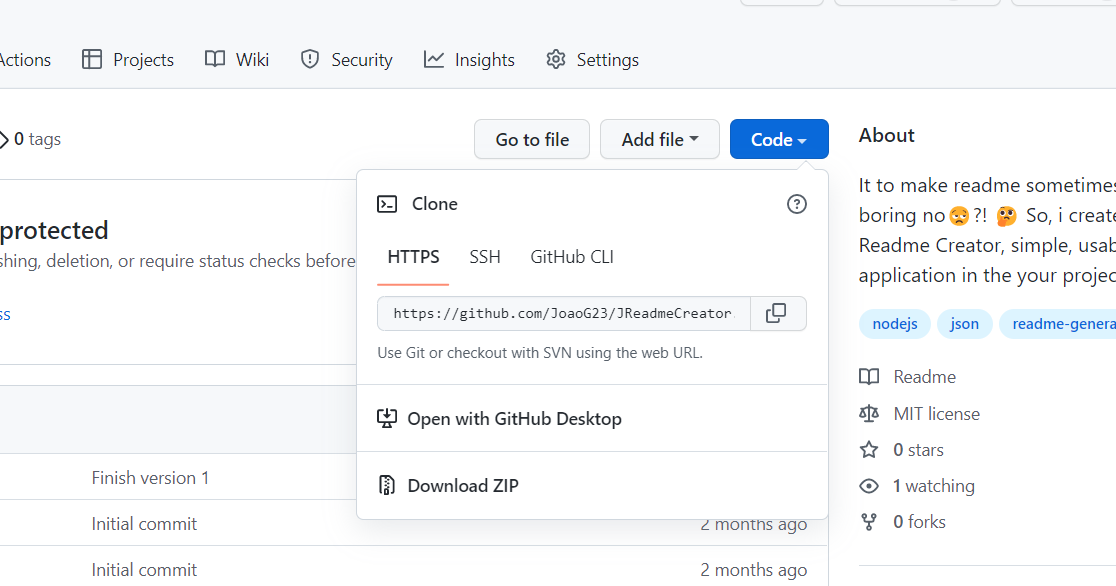 Actions Projects Wiki Security Insights Settings
0 tags
Go to file Add file Code
protected
shing, deletion, or require status checks before
ss
Clone
HTTPS SSH GitHub CLI
https://github.com/JoaoG23/JReadmeCreator.
Use Git or checkout with SVN using the web URL.
Open with GitHub Desktop
Download ZIP
Finish version 1
Initial commit 2 months ago
Initial commit 2 months ago
About
It to make readme sometimes
boring no😥?! 🤔 So, i create
Readme Creator, simple, usab
application in the your projec
nodejs json readme-genera
Readme
MIT license
0 stars
1 watching
0 forks